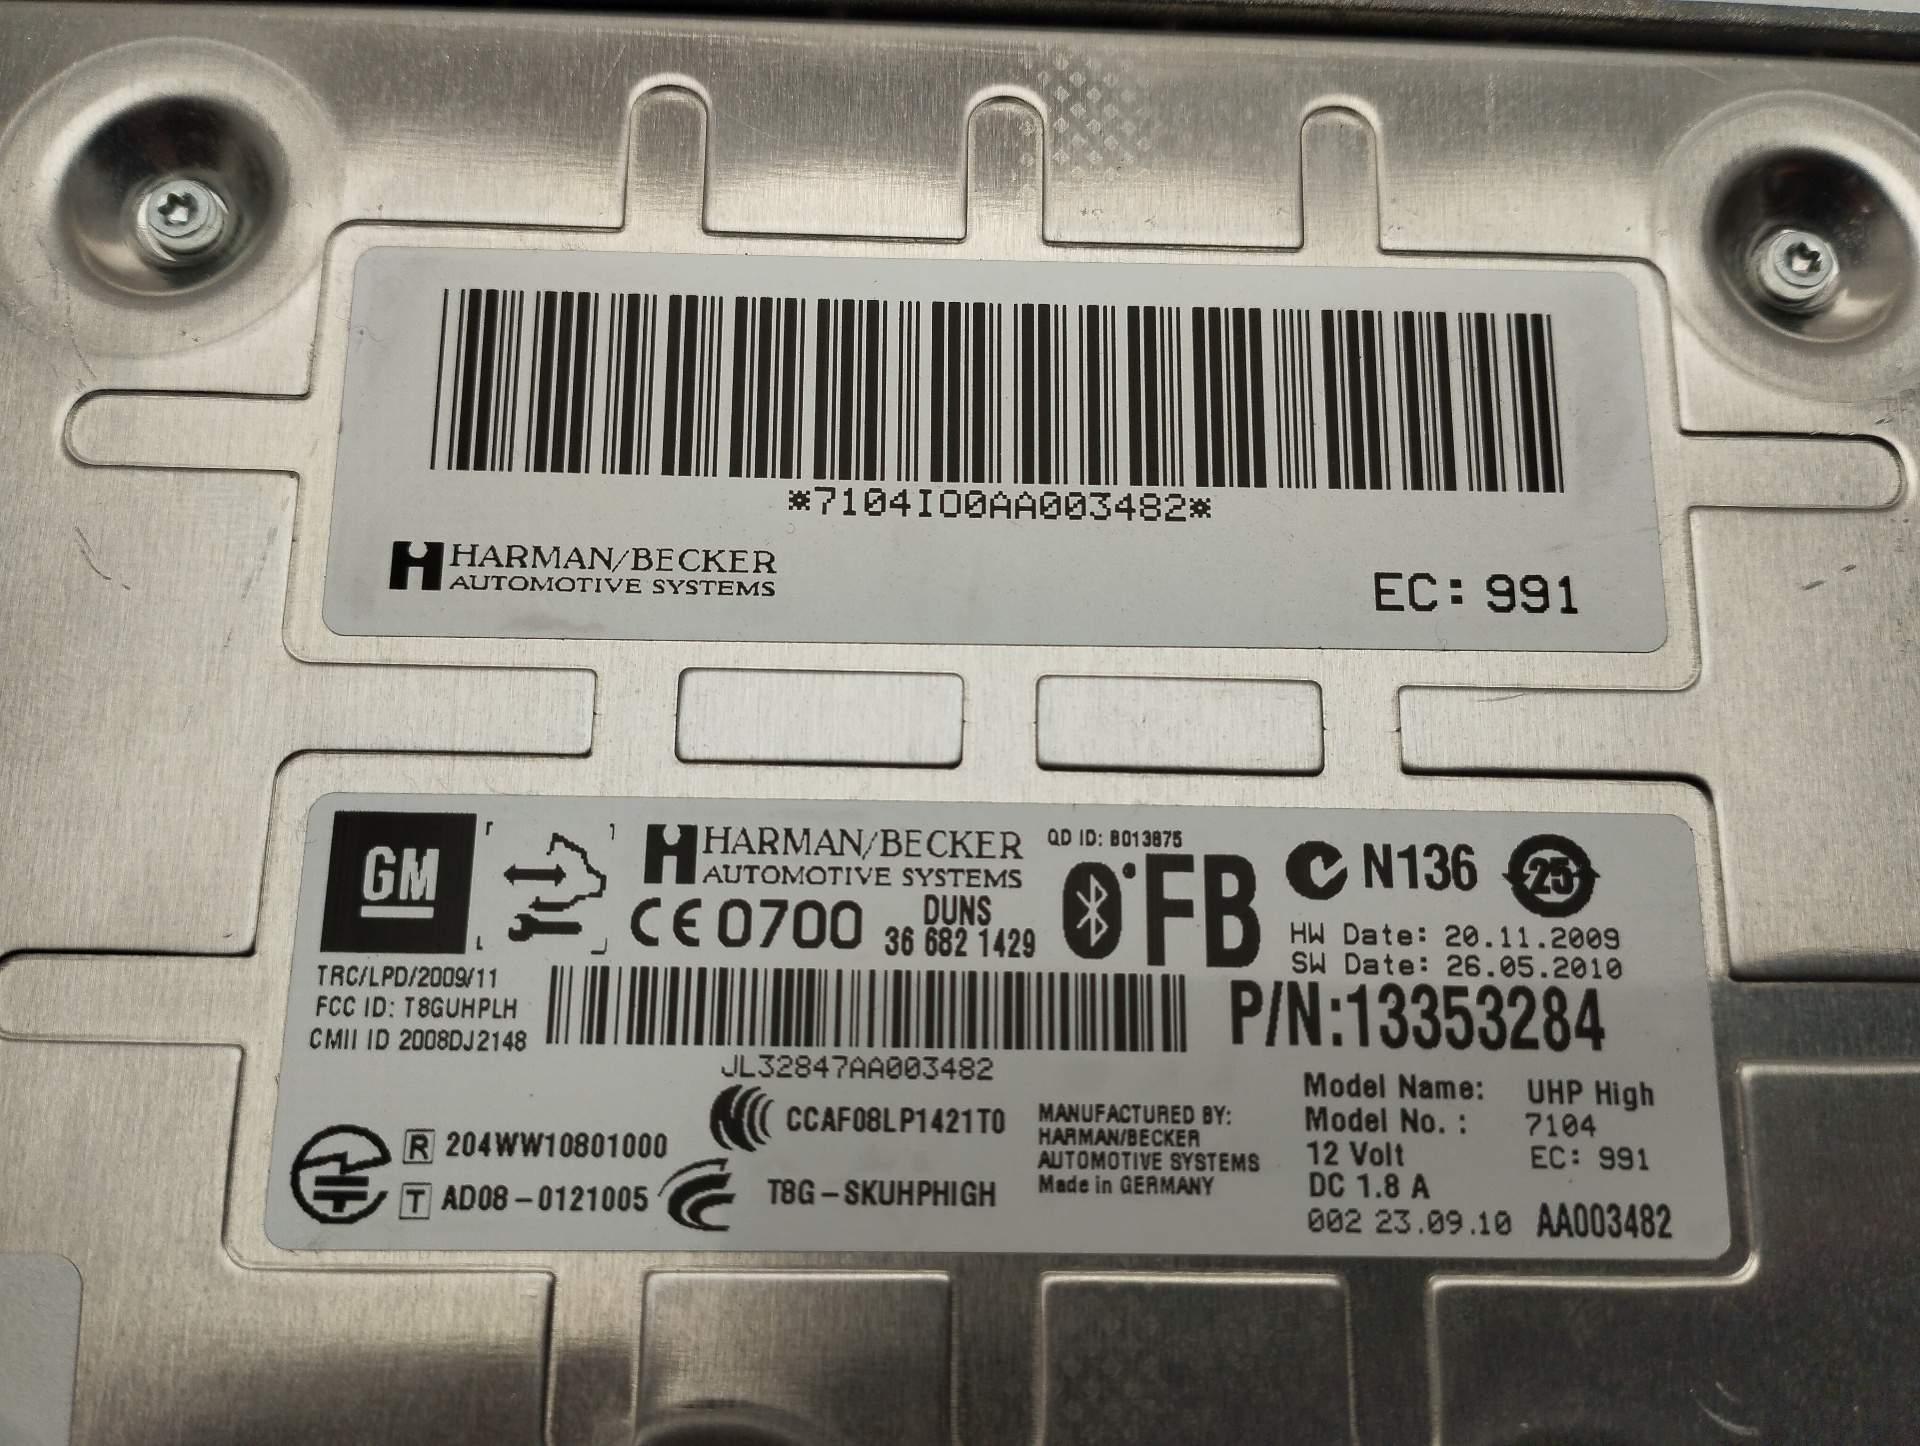 *7104IO0AA003482*
HARMAN/BECKER
AUTOMOTIVE SYSTEMS
EC: 991
GM
HARMAN/BECKER
AUTOMOTIVE SYSTEMS
QD ID: B013875
FB
N136
25
CE 0700
DUNS
36 682 1429
HW Date: 20.11.2009
SW Date: 26.05.2010
TRC/LPD/2009/11
FCC ID: T8GUHPLH
CMII ID 2008DJ2148
JL32847AA003482
P/N:13353284
R 204WW10801000
T AD08-0121005
CCAF08LP1421T0
T8G-SKUHPHIGH
MANUFACTURED BY:
HARMAN/BECKER
AUTOMOTIVE SYSTEMS
Made in GERMANY
Model Name: UHP High
Model No.: 7104
12 Volt EC: 991
DC 1.8 A
002 23.09.10 AA003482